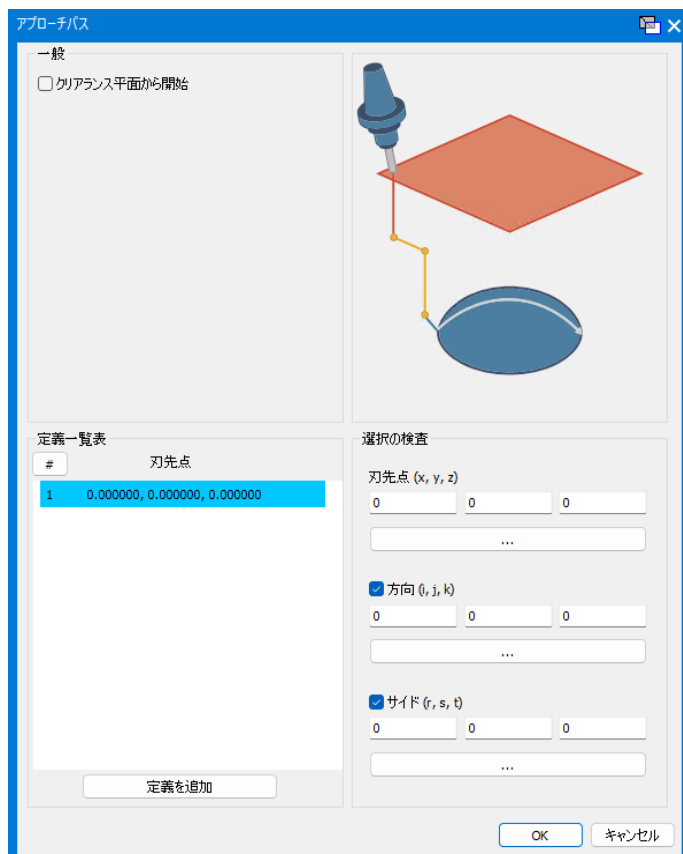 アプローチパス
一般
クリアランス平面から開始
定義一覧表
# 刃先点
1 0.000000, 0.000000, 0.000000
定義を追加
選択の検査
刃先点 (x, y, z)
0 0 0
...
方向 (i, j, k)
0 0 0
...
サイド (r, s, t)
0 0 0
...
OK キャンセル